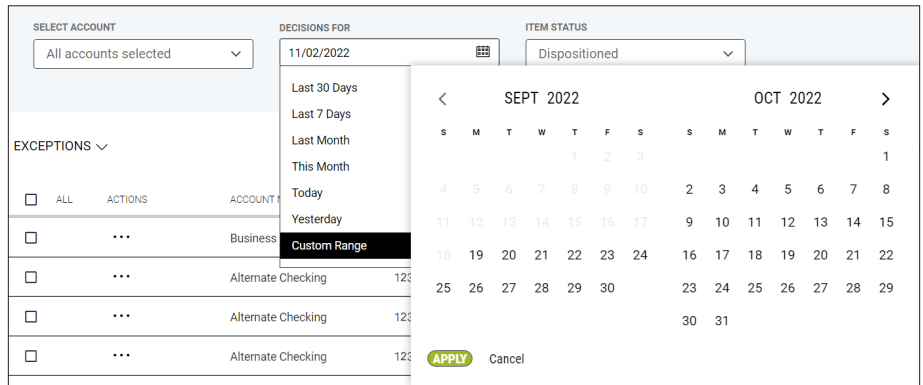 SELECT ACCOUNT DECISIONS FOR ITEM STATUS
All accounts selected 11/02/2022 Dispositioned
Last 30 Days
Last 7 Days
Last Month
This Month
Today
Yesterday
Custom Range
EXCEPTIONS
ALL ACTIONS ACCOUNT
Business
Alternate Checking 123
Alternate Checking 123
Alternate Checking 123
SEPT 2022 OCT 2022
S M T W T F S S M T W T F S
1 2 3 1
4 5 6 7 8 9 10 2 3 4 5 6 7 8
11 12 13 14 15 16 17 9 10 11 12 13 14 15
18 19 20 21 22 23 24 16 17 18 19 20 21 22
25 26 27 28 29 30 23 24 25 26 27 28 29
30 31
APPLY Cancel